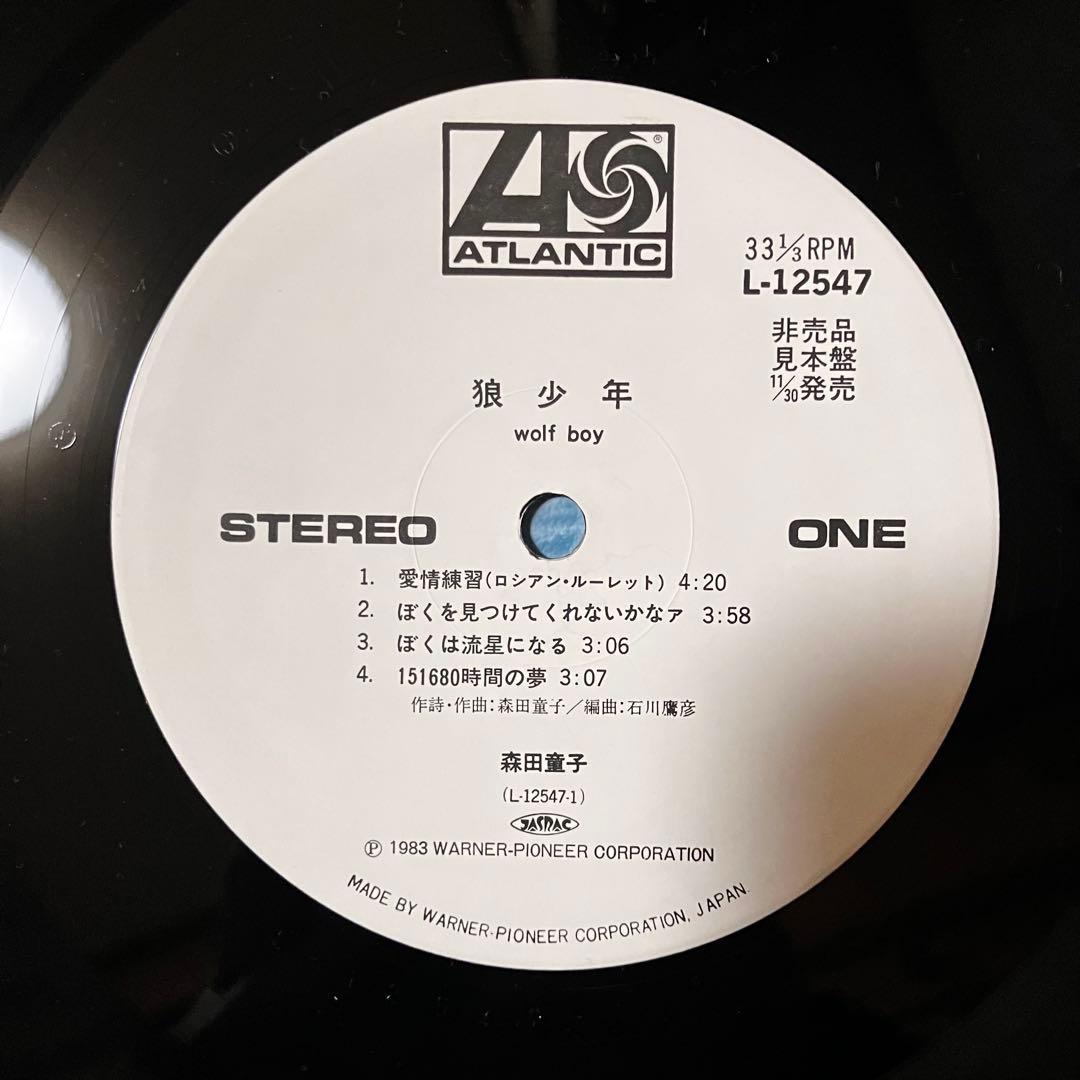 ATLANTIC
®
33 1/3 RPM
L-12547
非売品
見本盤
11/30発売
狼少年
wolf boy
STEREO
ONE
1. 愛情練習(ロシアン・ルーレット) 4:20
2. ぼくを見つけてくれないかなァ 3:58
3. ぼくは流星になる 3:06
4. 151680時間の夢 3:07
作詩・作曲:森田童子/編曲:石川鷹彦
森田童子
(L-12547-1)
JASRAC
Ⓟ 1983 WARNER-PIONEER CORPORATION
MADE BY WARNER-PIONEER CORPORATION, JAPAN.